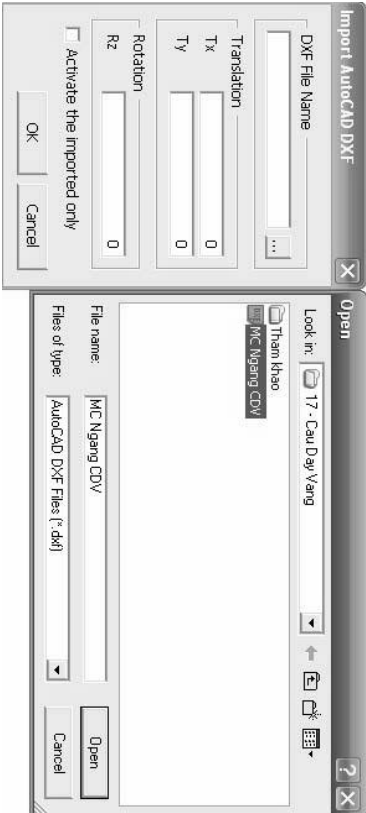 Import AutoCAD DXF
DXF File Name
...
Translation
Tx 0
Ty 0
Rotation
Rz 0
Activate the imported only
OK Cancel
Open
Look in: 17 - Cau Day Vang
Tham khao
MC Ngang CDV
File name: MC Ngang CDV Open
Files of type: AutoCAD DXF Files (*.dxf) Cancel